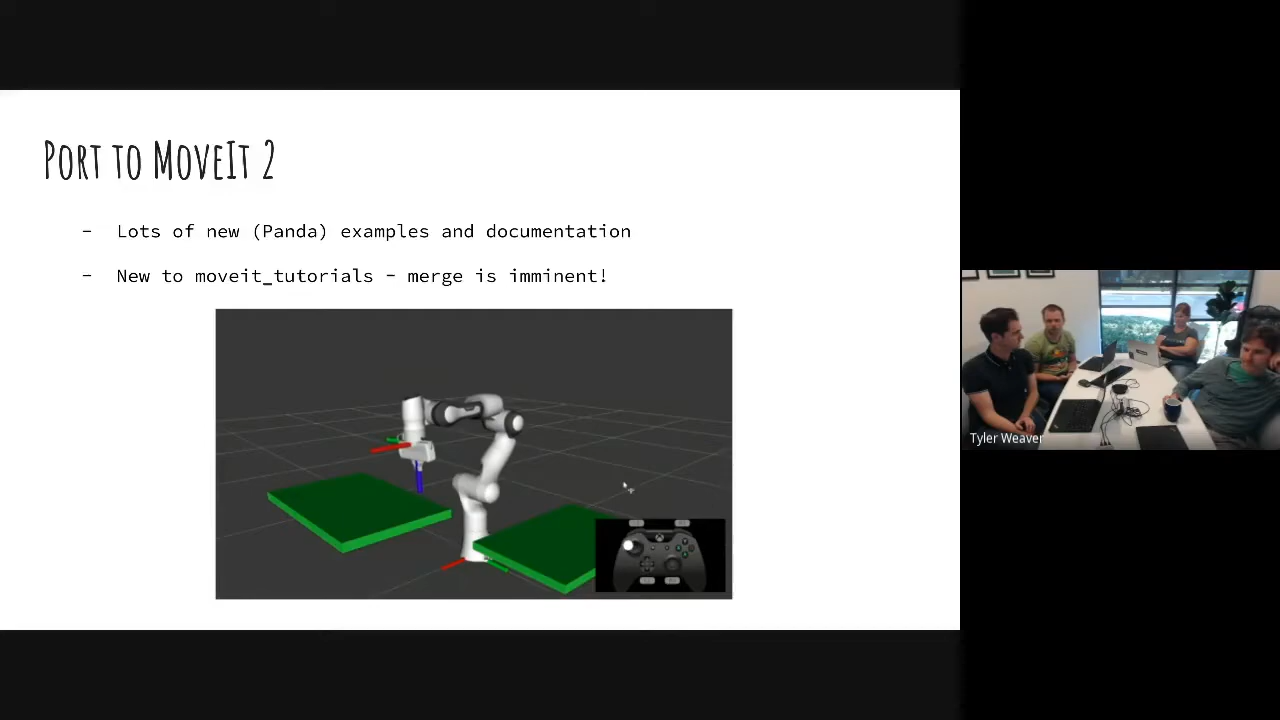 Port to MoveIt 2
- Lots of new (Panda) examples and documentation
- New to moveit_tutorials - merge is imminent!
Tyler Weaver